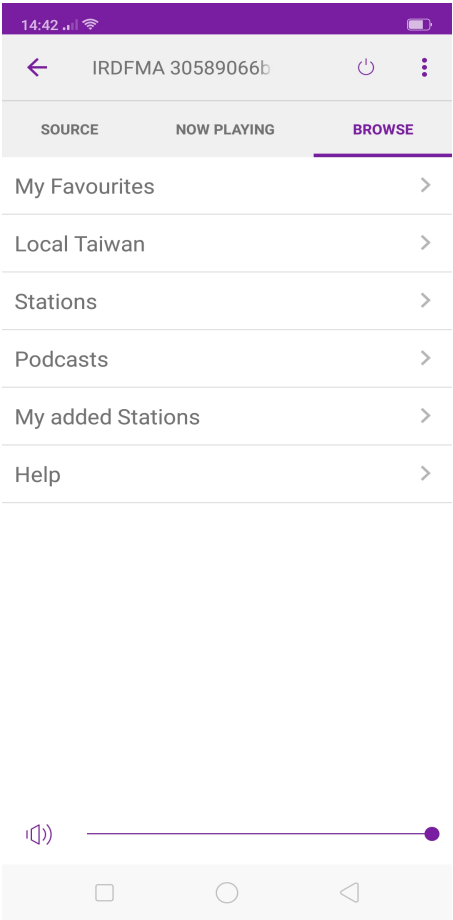 14:42
IRDFMA 30589066b
SOURCE NOW PLAYING BROWSE
My Favourites
Local Taiwan
Stations
Podcasts
My added Stations
Help